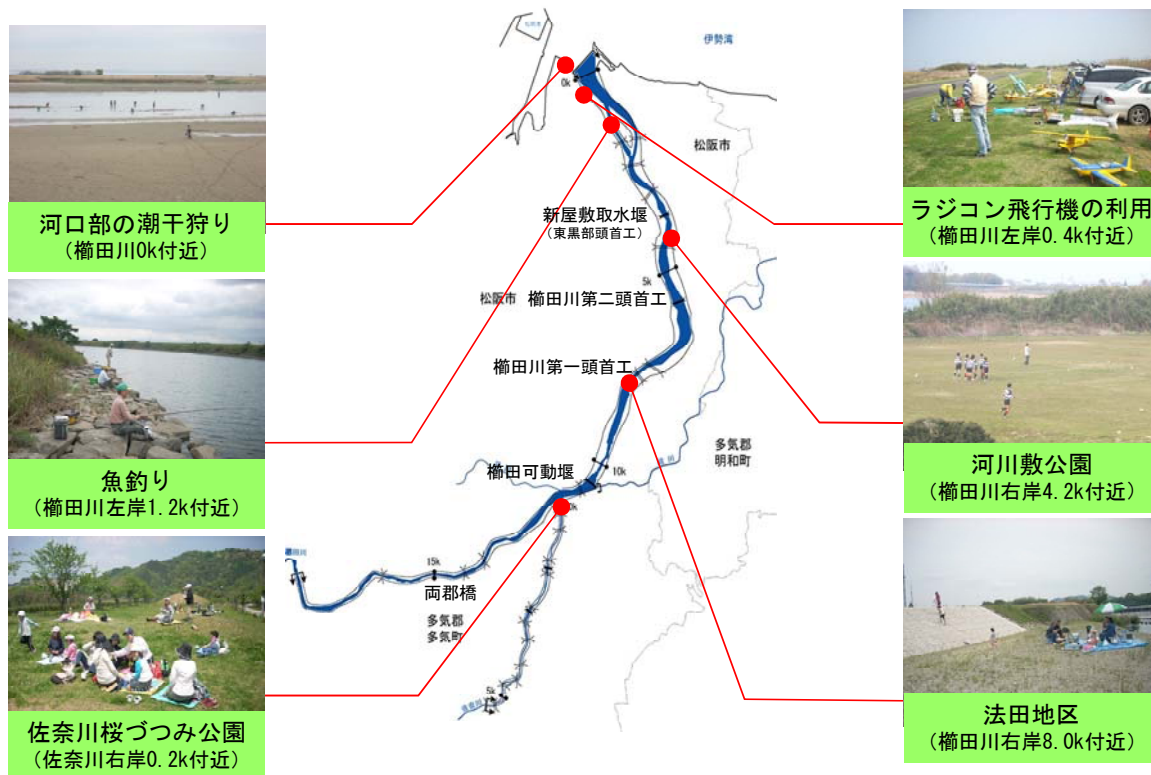 河口部の潮干狩り
（櫛田川0k付近）
魚釣り
（櫛田川左岸1.2k付近）
佐奈川桜づつみ公園
（佐奈川右岸0.2k付近）
伊勢湾
0k
松阪市
新屋敷取水堰
（東黒部頭首工）
5k
松阪市
櫛田川第二頭首工
櫛田川第一頭首工
多気郡
明和町
櫛田可動堰
10k
15k
両郡橋
多気郡
多気町
5k
ラジコン飛行機の利用
（櫛田川左岸0.4k付近）
河川敷公園
（櫛田川右岸4.2k付近）
法田地区
（櫛田川右岸8.0k付近）